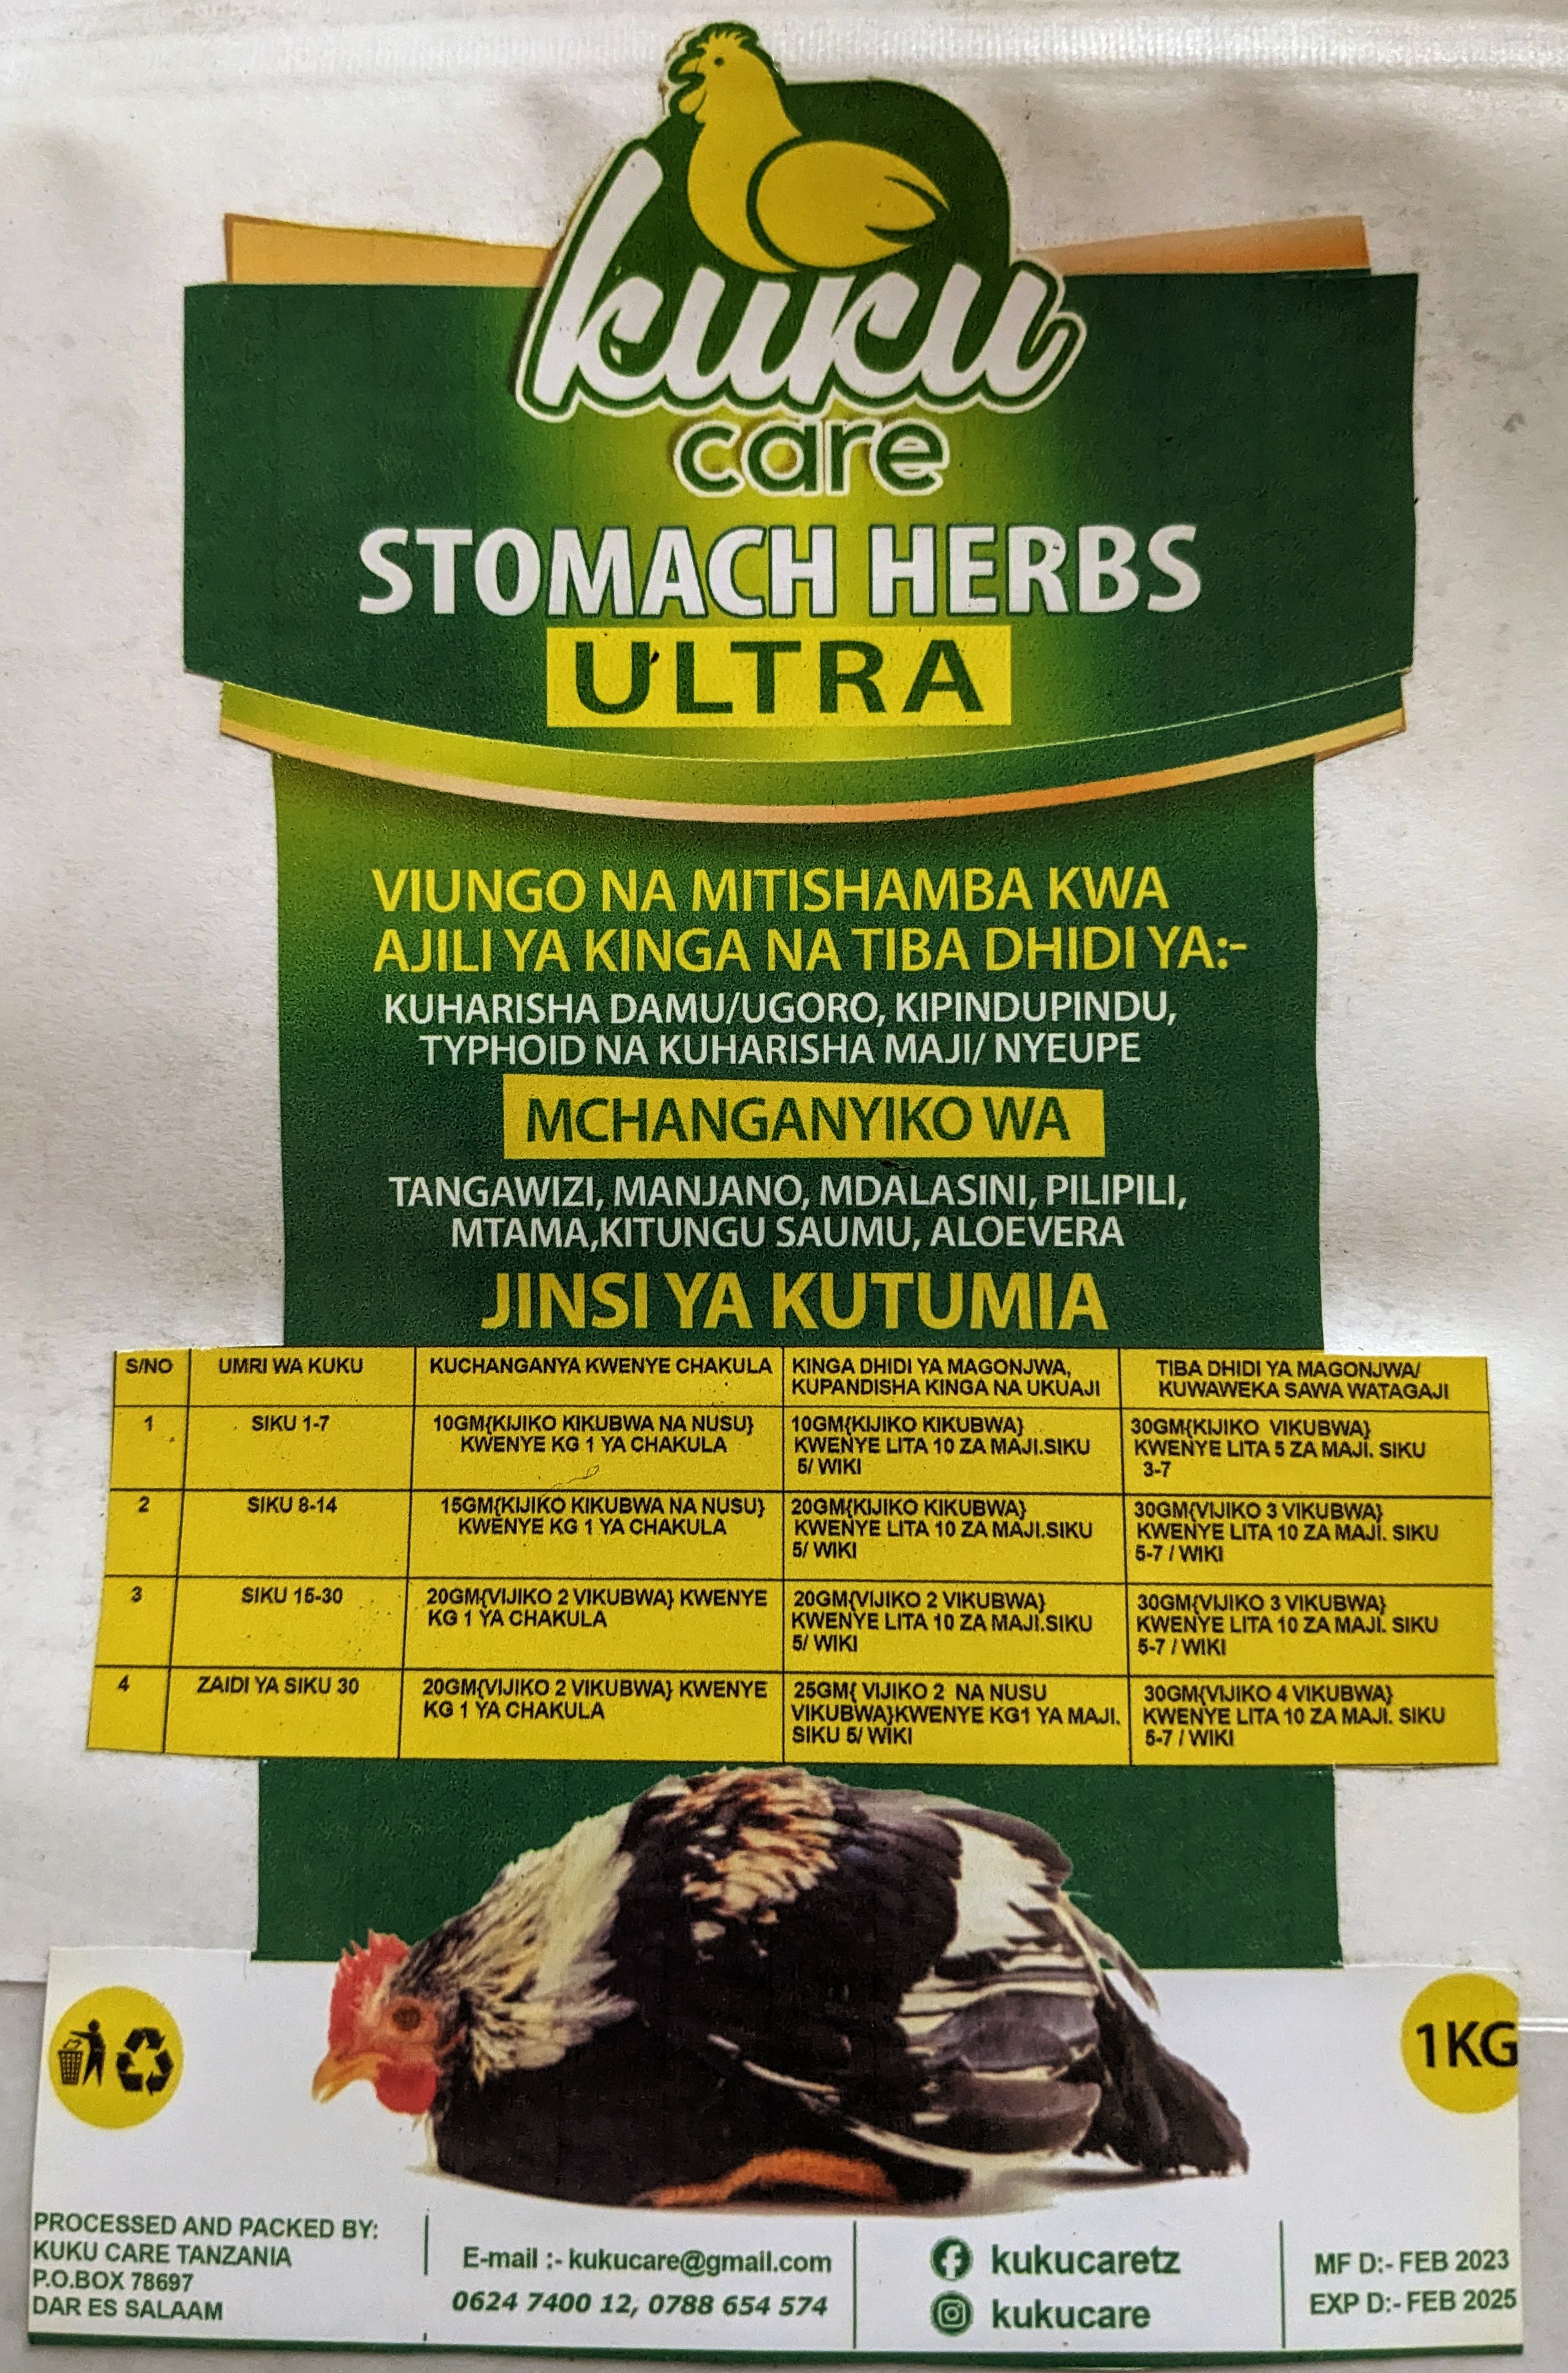 kuku
care
STOMACH HERBS
ULTRA
VIUNGO NA MITISHAMBA KWA
AJILI YA KINGA NA TIBA DHIDI YA:-
KUHARISHA DAMU/UGORO, KIPINDUPINDU,
TYPHOID NA KUHARISHA MAJI/ NYEUPE
MCHANGANYIKO WA
TANGAWIZI, MANJANO, MDALASINI, PILIPILI,
MTAMA,KITUNGU SAUMU, ALOEVERA
JINSI YA KUTUMIA
S/NO
UMRI WA KUKU
KUCHANGANYA KWENYE CHAKULA
KINGA DHIDI YA MAGONJWA,
KUPANDISHA KINGA NA UKUAJI
TIBA DHIDI YA MAGONJWA/
KUWAWEKA SAWA WATAGAJI
1
SIKU 1-7
10GM{KIJIKO KIKUBWA NA NUSU}
KWENYE KG 1 YA CHAKULA
10GM{KIJIKO KIKUBWA}
KWENYE LITA 10 ZA MAJI.SIKU
5/ WIKI
30GM{KIJIKO VIKUBWA}
KWENYE LITA 5 ZA MAJI. SIKU
3-7
2
SIKU 8-14
15GM{KIJIKO KIKUBWA NA NUSU}
KWENYE KG 1 YA CHAKULA
20GM{KIJIKO KIKUBWA}
KWENYE LITA 10 ZA MAJI.SIKU
5/ WIKI
30GM{VIJIKO 3 VIKUBWA}
KWENYE LITA 10 ZA MAJI. SIKU
5-7 / WIKI
3
SIKU 15-30
20GM{VIJIKO 2 VIKUBWA} KWENYE
KG 1 YA CHAKULA
20GM{VIJIKO 2 VIKUBWA}
KWENYE LITA 10 ZA MAJI.SIKU
5/ WIKI
30GM{VIJIKO 3 VIKUBWA}
KWENYE LITA 10 ZA MAJI. SIKU
5-7 / WIKI
4
ZAIDI YA SIKU 30
20GM{VIJIKO 2 VIKUBWA} KWENYE
KG 1 YA CHAKULA
25GM{ VIJIKO 2 NA NUSU
VIKUBWA}KWENYE KG1 YA MAJI.
SIKU 5/ WIKI
30GM{VIJIKO 4 VIKUBWA}
KWENYE LITA 10 ZA MAJI. SIKU
5-7 / WIKI
1KG
PROCESSED AND PACKED BY:
KUKU CARE TANZANIA
P.O.BOX 78697
DAR ES SALAAM
E-mail :- kukucare@gmail.com
0624 7400 12, 0788 654 574
kukucaretz
kukucare
MF D:- FEB 2023
EXP D:- FEB 2025